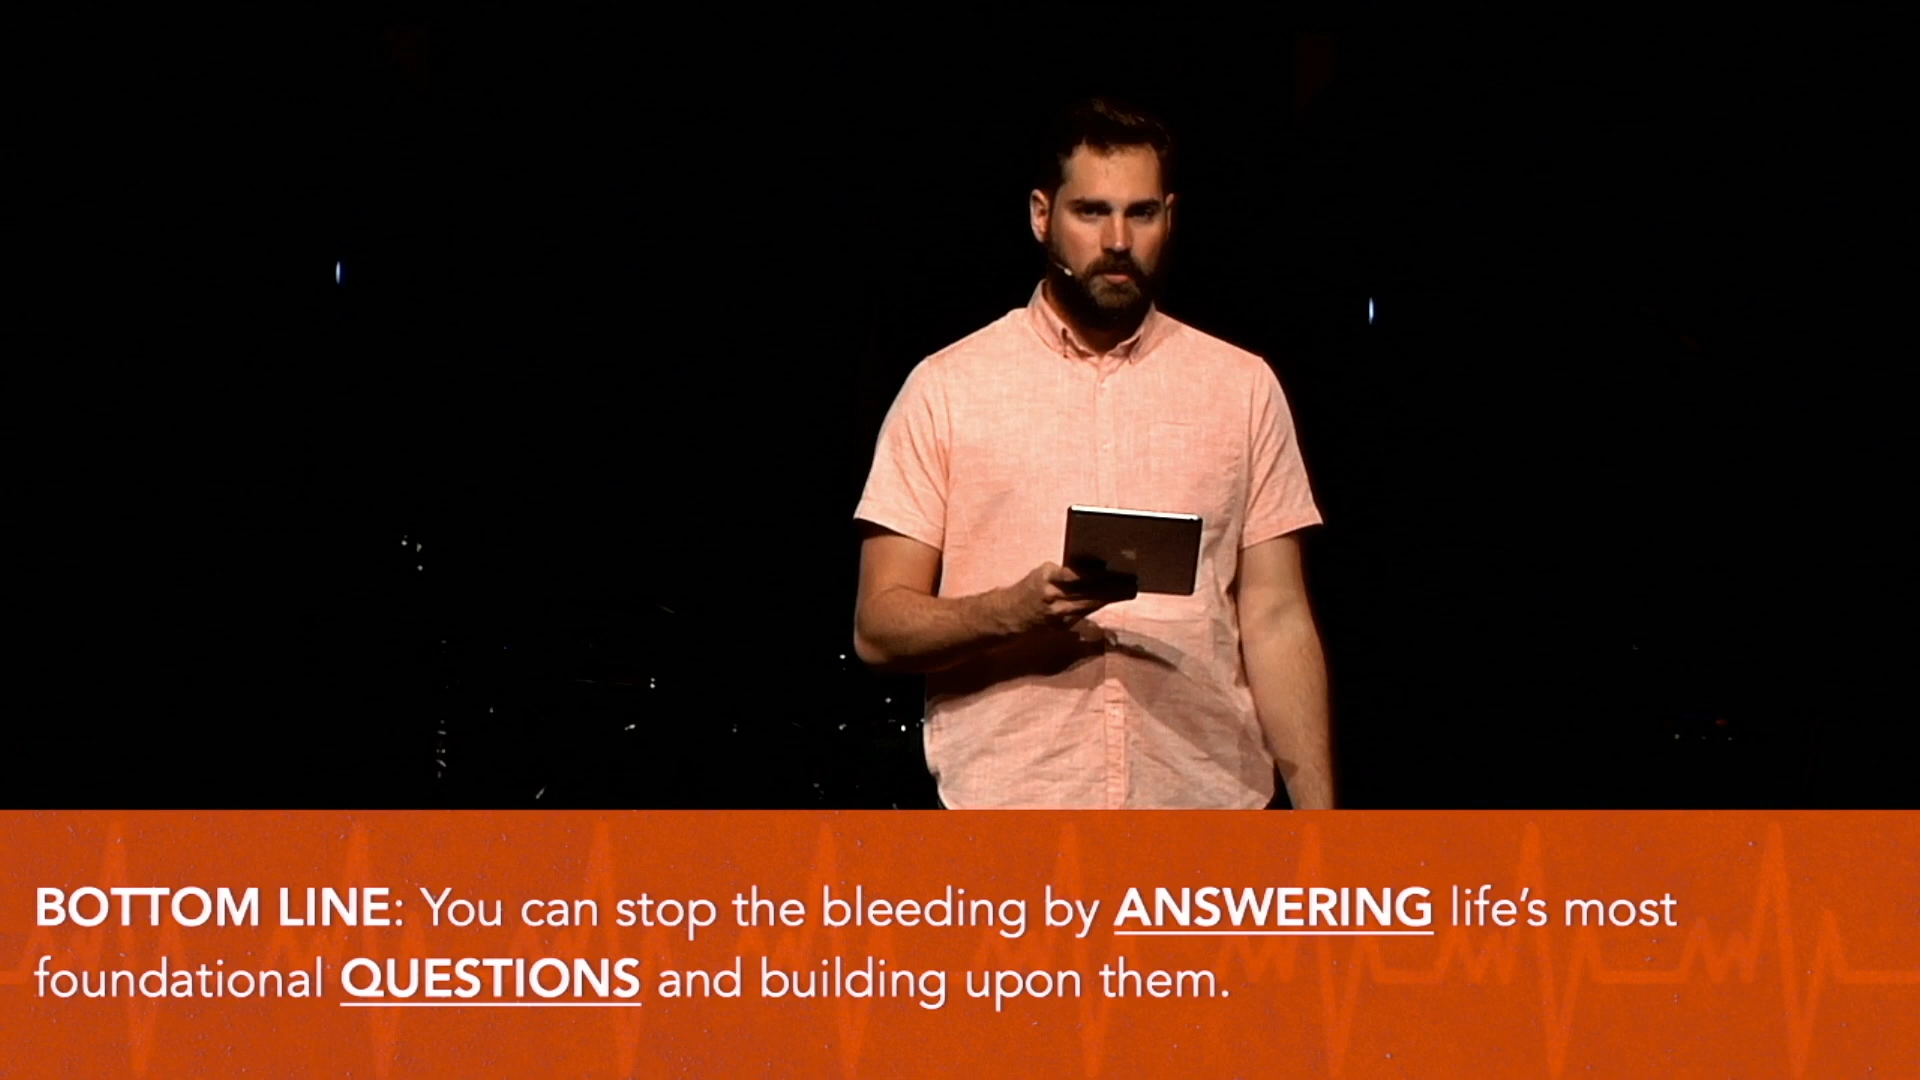 BOTTOM LINE: You can stop the bleeding by ANSWERING life's most
foundational QUESTIONS and building upon them.